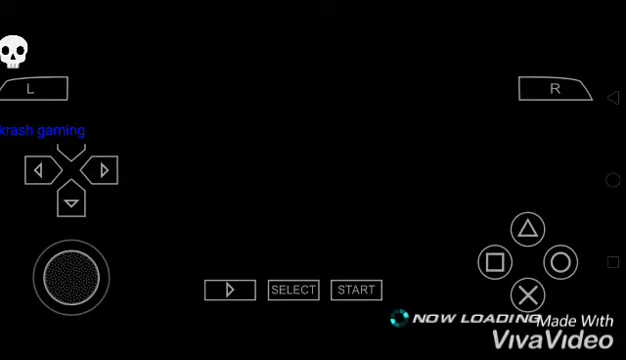 L
R
krash gaming
SELECT
START
NOW LOADING
Made With
VivaVideo